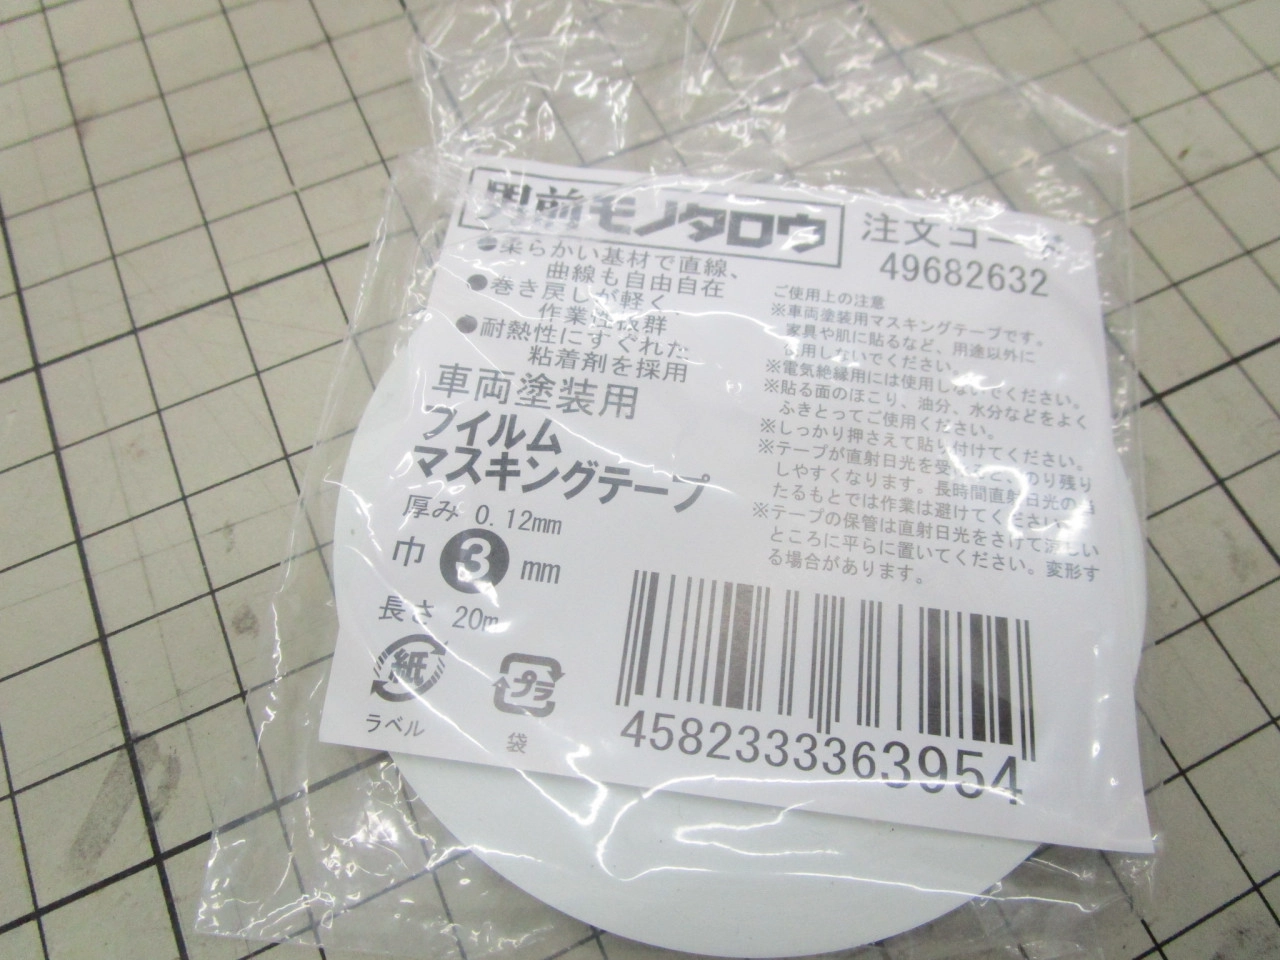 男前モノタロウ
注文コード
49682632
●柔らかい基材で直線、
曲線も自由自在
●巻き戻しが軽く、
作業性抜群
●耐熱性にすぐれた
粘着剤を採用
車両塗装用
フイルム
マスキングテープ
厚み 0.12mm
巾 3 mm
長さ 20m
紙
ラベル
プラ
袋
ご使用上の注意
※車両塗装用マスキングテープです。
家具や肌に貼るなど、用途以外に
使用しないでください。
※電気絶縁用には使用しないでください。
※貼る面のほこり、油分、水分などをよく
ふきとってご使用ください。
※しっかり押さえて貼り付けてください。
※テープが直射日光を受けると、のり残り
しやすくなります。長時間直射日光の当
たるもとでは作業は避けてください。
※テープの保管は直射日光をさけて涼しい
ところに平らに置いてください。変形す
る場合があります。
4582333363954